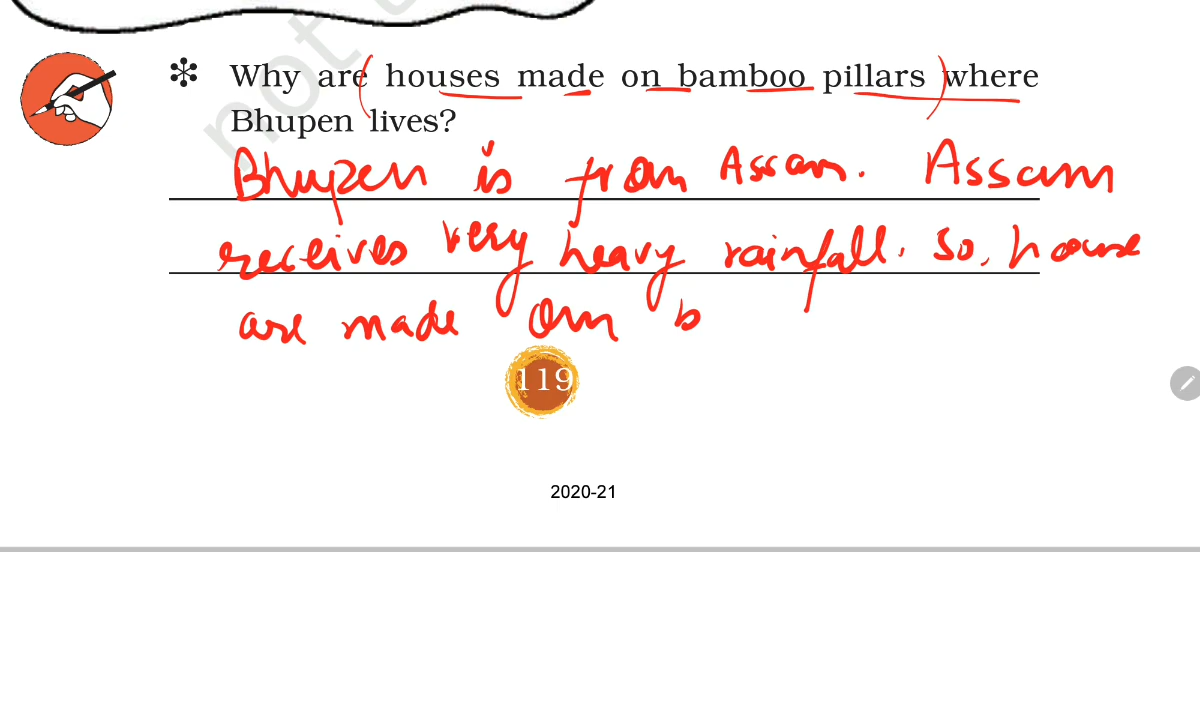 not
❇ Why are houses made on bamboo pillars where
Bhupen lives?
Bhupen is from Assam. Assam
receives very heavy rainfall. So, house
are made on b
119
2020-21